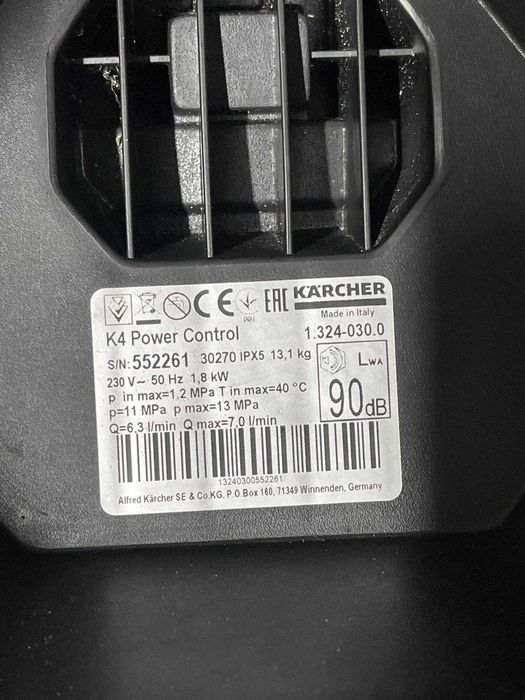 CE EAC KÄRCHER
Made in Italy
K4 Power Control 1.324-030.0
S/N: 552261 30270 IPX5 13,1 kg
230 V~ 50 Hz 1,8 kW
p in max=1,2 MPa T in max=40 °C
p=11 MPa p max=13 MPa
Q=6,3 l/min Q max=7,0 l/min
LWA
90dB
13240300552261
Alfred Kärcher SE & Co.KG, P.O.Box 160, 71349 Winnenden, Germany